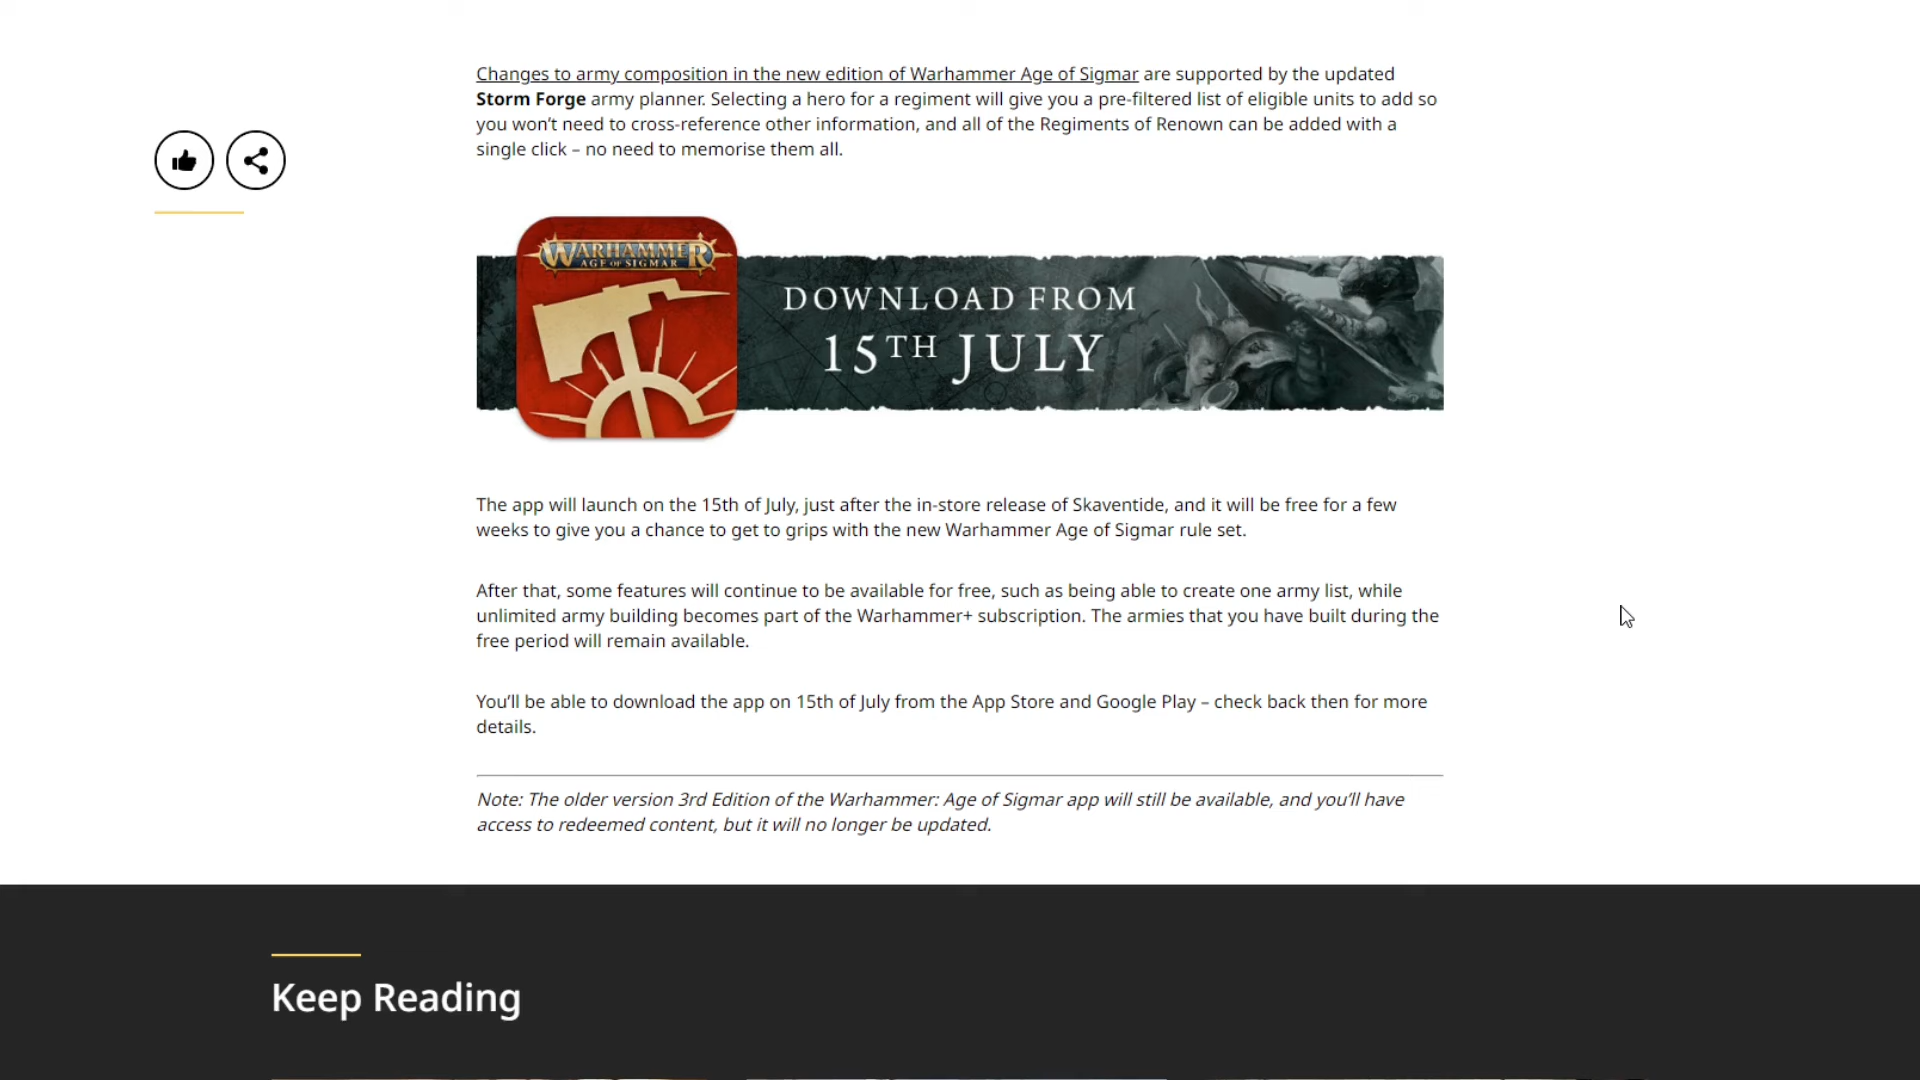 Changes to army composition in the new edition of Warhammer Age of Sigmar are supported by the updated
Storm Forge army planner. Selecting a hero for a regiment will give you a pre-filtered list of eligible units to add so
you won’t need to cross-reference other information, and all of the Regiments of Renown can be added with a
single click – no need to memorise them all.
WARHAMMER
AGE OF SIGMAR
DOWNLOAD FROM
15TH JULY
The app will launch on the 15th of July, just after the in-store release of Skaventide, and it will be free for a few
weeks to give you a chance to get to grips with the new Warhammer Age of Sigmar rule set.
After that, some features will continue to be available for free, such as being able to create one army list, while
unlimited army building becomes part of the Warhammer+ subscription. The armies that you have built during the
free period will remain available.
You’ll be able to download the app on 15th of July from the App Store and Google Play – check back then for more
details.
Note: The older version 3rd Edition of the Warhammer: Age of Sigmar app will still be available, and you’ll have
access to redeemed content, but it will no longer be updated.
Keep Reading